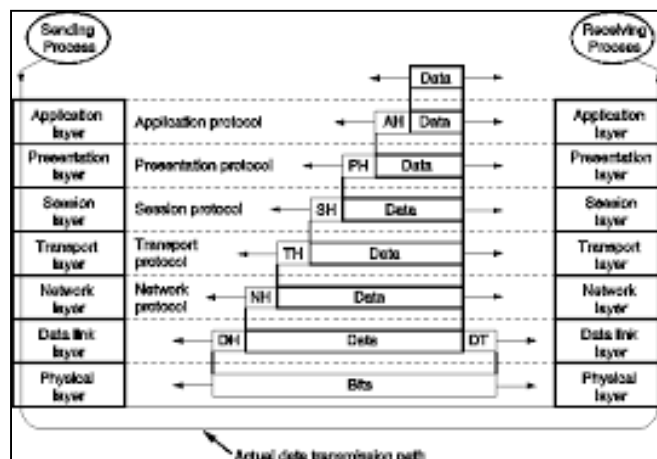 Sending
Process
Receiving
Process
Data
Application
layer
Application protocol
AH
Data
Application
layer
Presentation
layer
Presentation protocol
PH
Data
Presentation
layer
Session
layer
Session protocol
SH
Data
Session
layer
Transport
layer
Transport
protocol
TH
Data
Transport
layer
Network
layer
Network
protocol
NH
Data
Network
layer
Data link
layer
DH
Data
DT
Data link
layer
Physical
layer
Bits
Physical
layer
Actual data transmission path